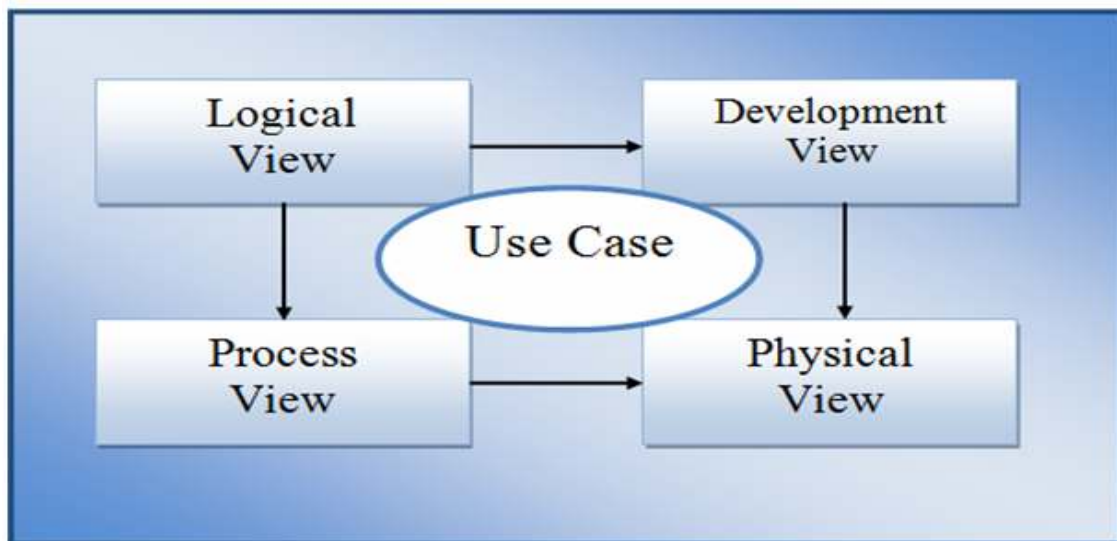 Logical
View
Development
View
Use Case
Process
View
Physical
View